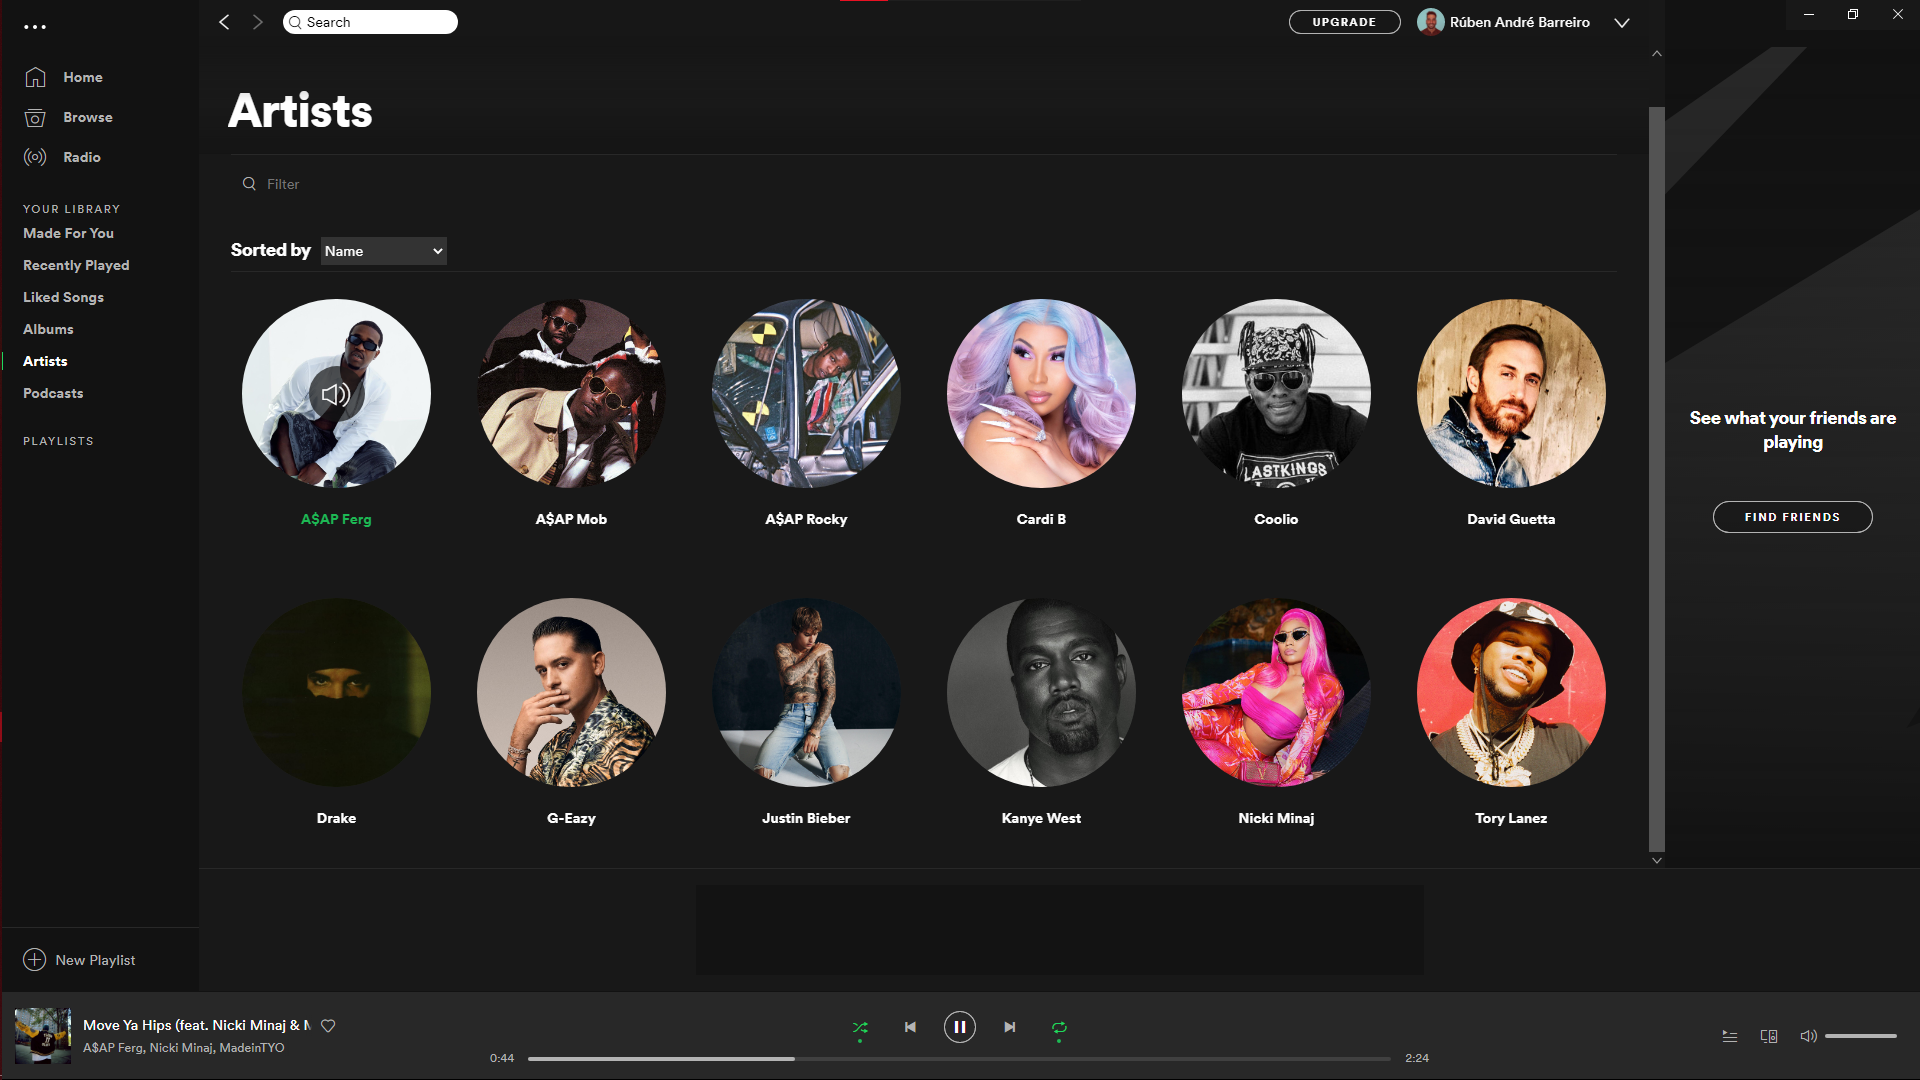 Search
UPGRADE
Rúben André Barreiro
Home
Browse
Radio
YOUR LIBRARY
Made For You
Recently Played
Liked Songs
Albums
Artists
Podcasts
PLAYLISTS
New Playlist
Artists
Filter
Sorted by Name
LASTKINGS
A$AP Ferg
A$AP Mob
A$AP Rocky
Cardi B
Coolio
David Guetta
Drake
G-Eazy
Justin Bieber
Kanye West
Nicki Minaj
Tory Lanez
See what your friends are
playing
FIND FRIENDS
Move Ya Hips (feat. Nicki Minaj & M
A$AP Ferg, Nicki Minaj, MadeinTYO
0:44
2:24